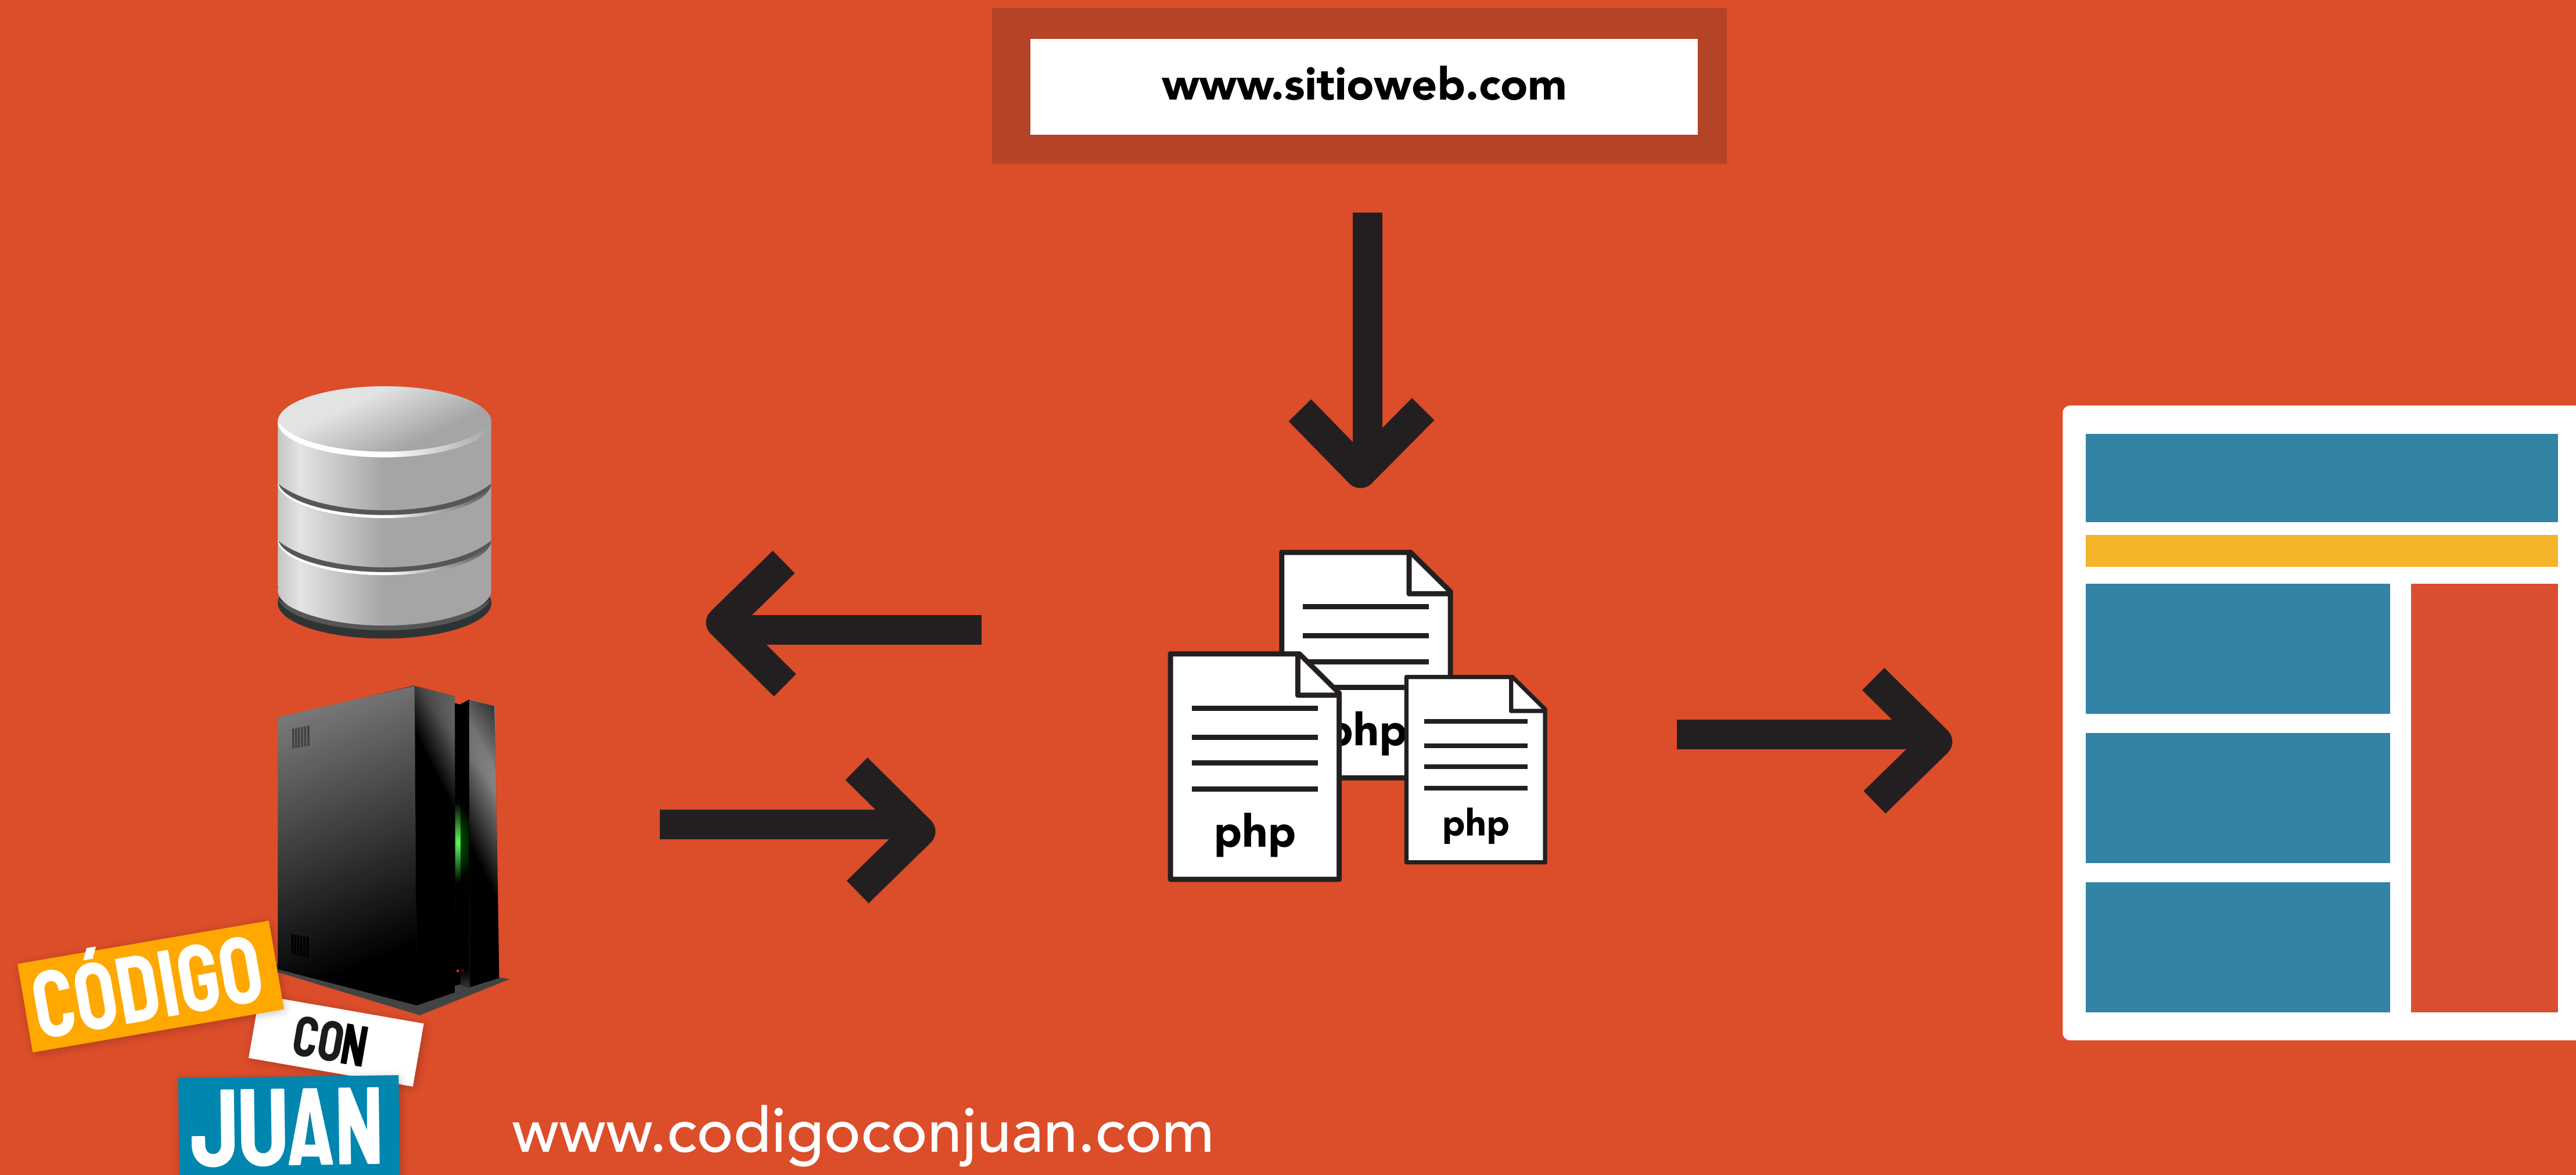 www.sitioweb.com
php
php
php
CÓDIGO
CON
JUAN
www.codigoconjuan.com